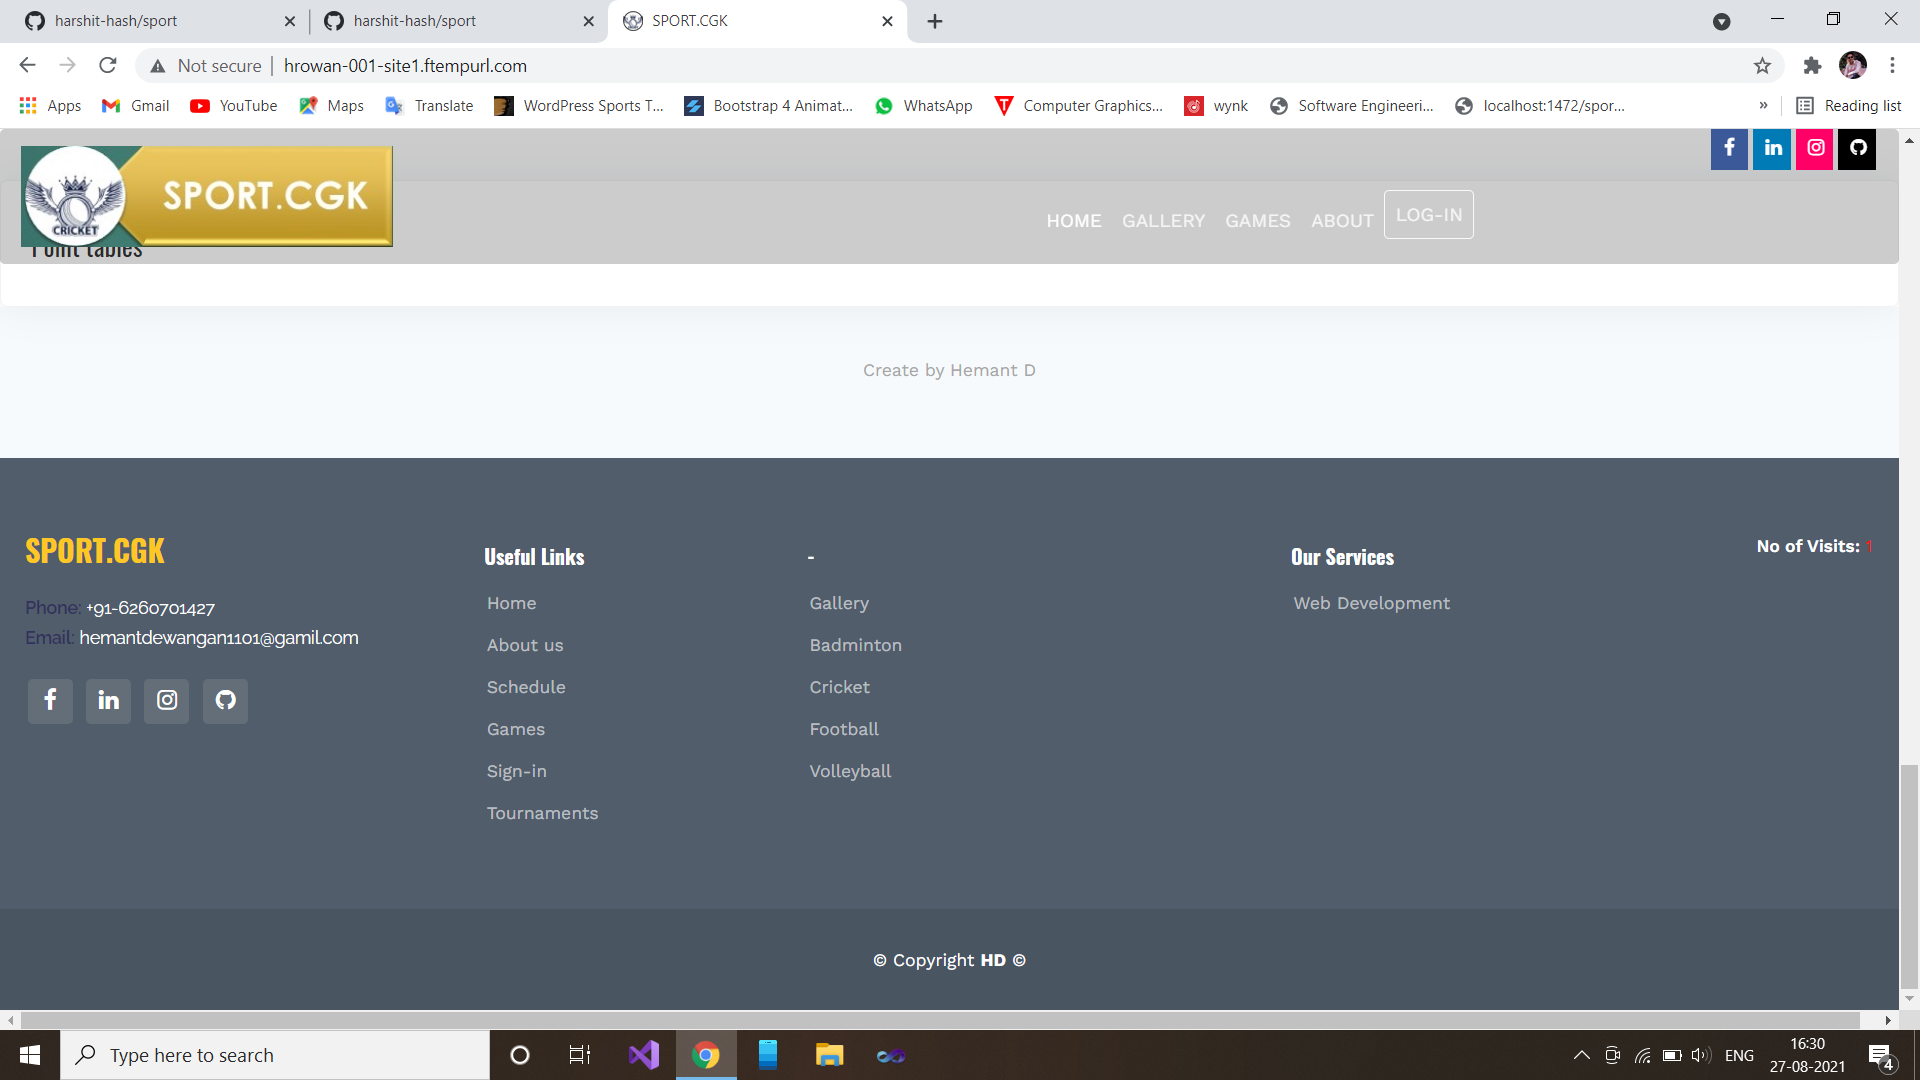 harshit-hash/sport
harshit-hash/sport
SPORT.CGK
Not secure
hrowan-001-site1.ftempurl.com
Apps
Gmail
YouTube
Maps
Translate
WordPress Sports T...
Bootstrap 4 Animat...
WhatsApp
Computer Graphics...
wynk
Software Engineeri...
localhost:1472/spor...
»
Reading list
CRICKET
SPORT.CGK
HOME
GALLERY
GAMES
ABOUT
LOG-IN
Point tables
Create by Hemant D
SPORT.CGK
Phone: +91-6260701427
Email: hemantdewangan1101@gamil.com
Useful Links
Home
About us
Schedule
Games
Sign-in
Tournaments
-
Gallery
Badminton
Cricket
Football
Volleyball
Our Services
Web Development
No of Visits: 1
© Copyright HD ©
Type here to search
ENG
16:30
27-08-2021
4